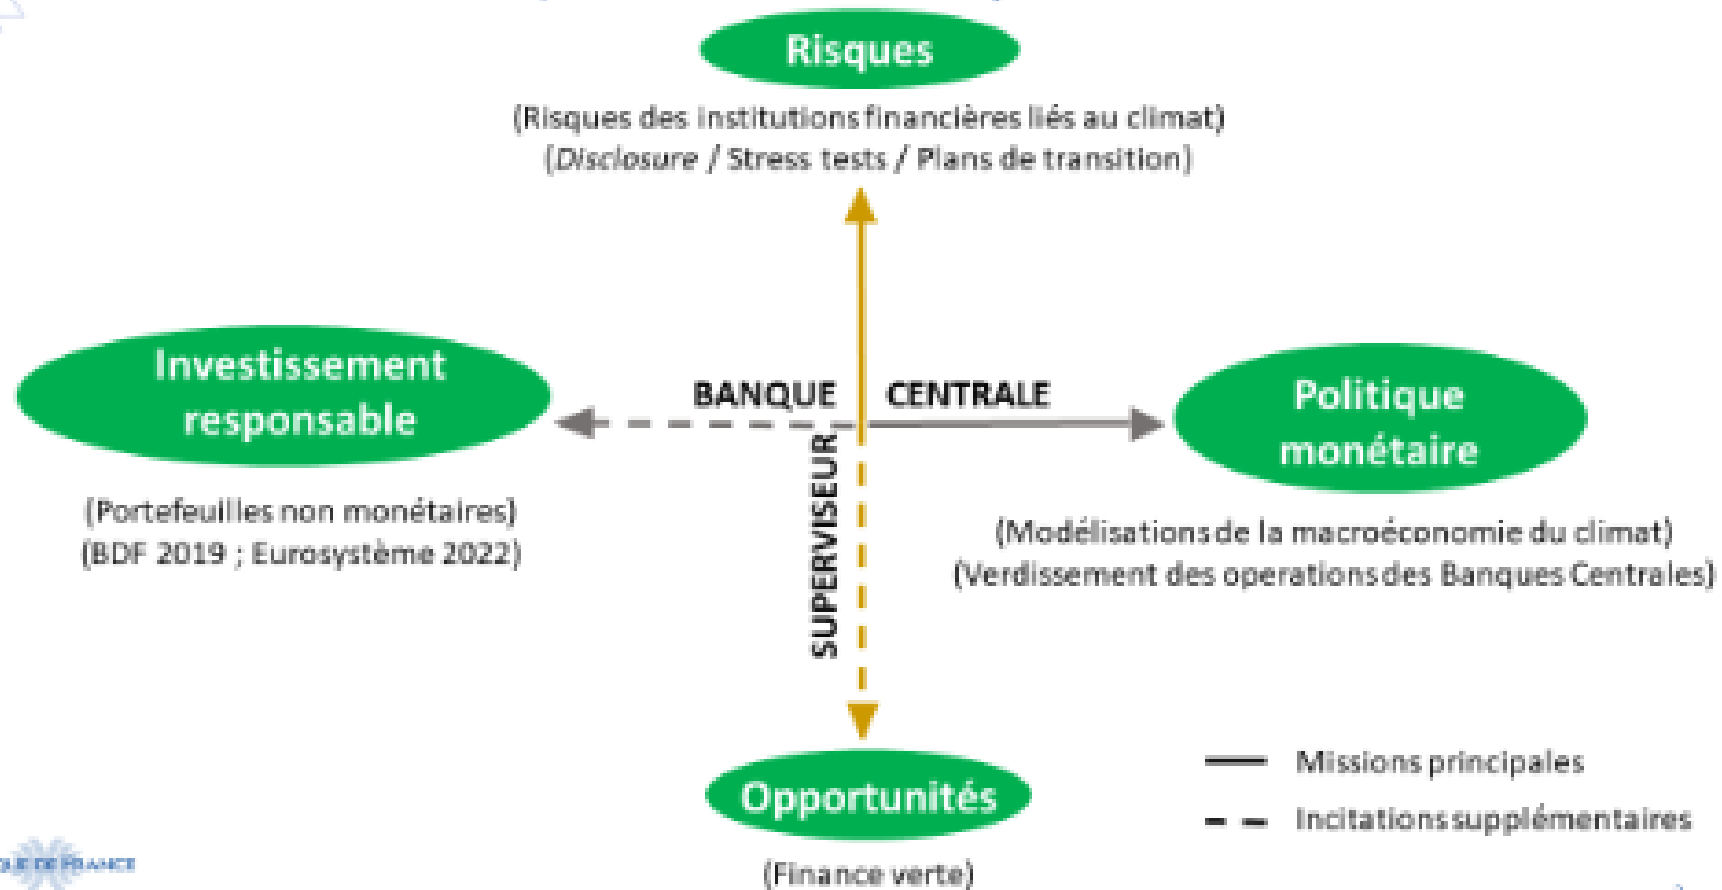 Risques
(Risques des institutions financières liés au climat)
(Disclosure / Stress tests / Plans de transition)
Investissement
responsable
(Portefeuilles non monétaires)
(BDF 2019 ; Eurosystème 2022)
BANQUE CENTRALE
SUPERVISEUR
Politique
monétaire
(Modélisations de la macroéconomie du climat)
(Verdissement des operations des Banques Centrales)
Opportunités
(Finance verte)
Missions principales
Incitations supplémentaires
DE FRANCE